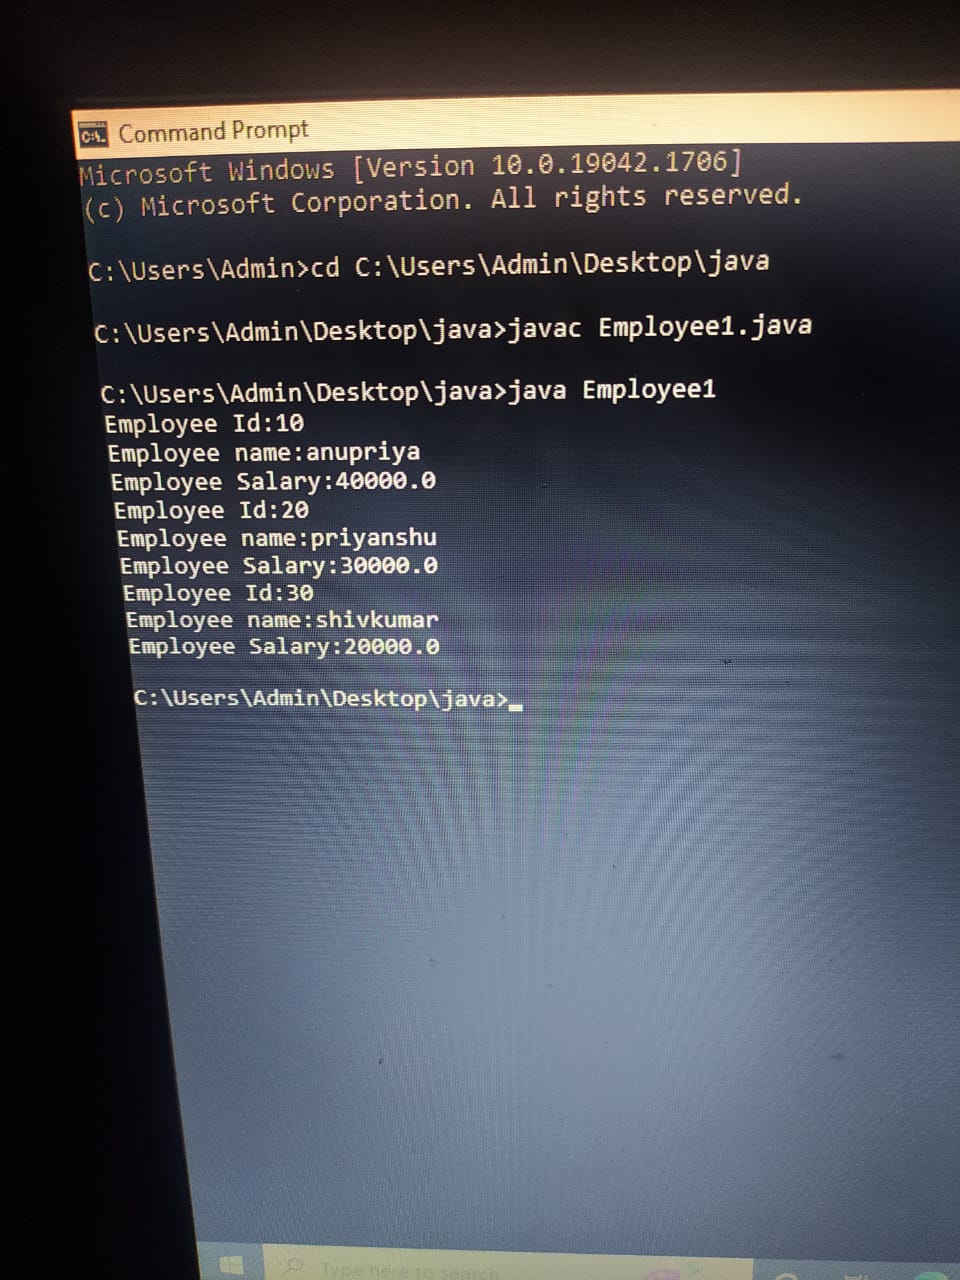 Command Prompt
Microsoft Windows [Version 10.0.19042.1706]
(c) Microsoft Corporation. All rights reserved.
C:\Users\Admin>cd C:\Users\Admin\Desktop\java
C:\Users\Admin\Desktop\java>javac Employee1.java
C:\Users\Admin\Desktop\java>java Employee1
Employee Id:10
Employee name:anupriya
Employee Salary:40000.0
Employee Id:20
Employee name:priyanshu
Employee Salary:30000.0
Employee Id:30
Employee name:shivkumar
Employee Salary:20000.0
C:\Users\Admin\Desktop\java>
Type here to search